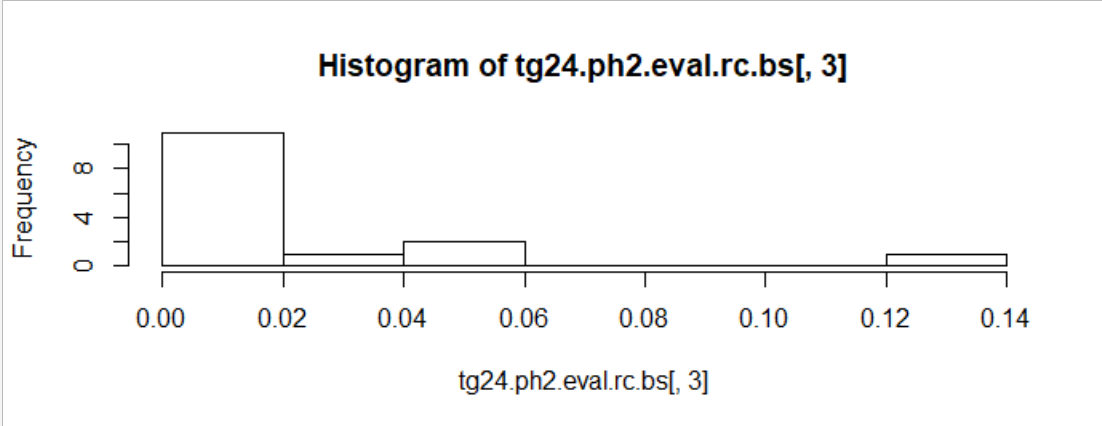 Histogram of tg24.ph2.eval.rc.bs[, 3]
Frequency
8
4
0
0.00 0.02 0.04 0.06 0.08 0.10 0.12 0.14
tg24.ph2.eval.rc.bs[, 3]